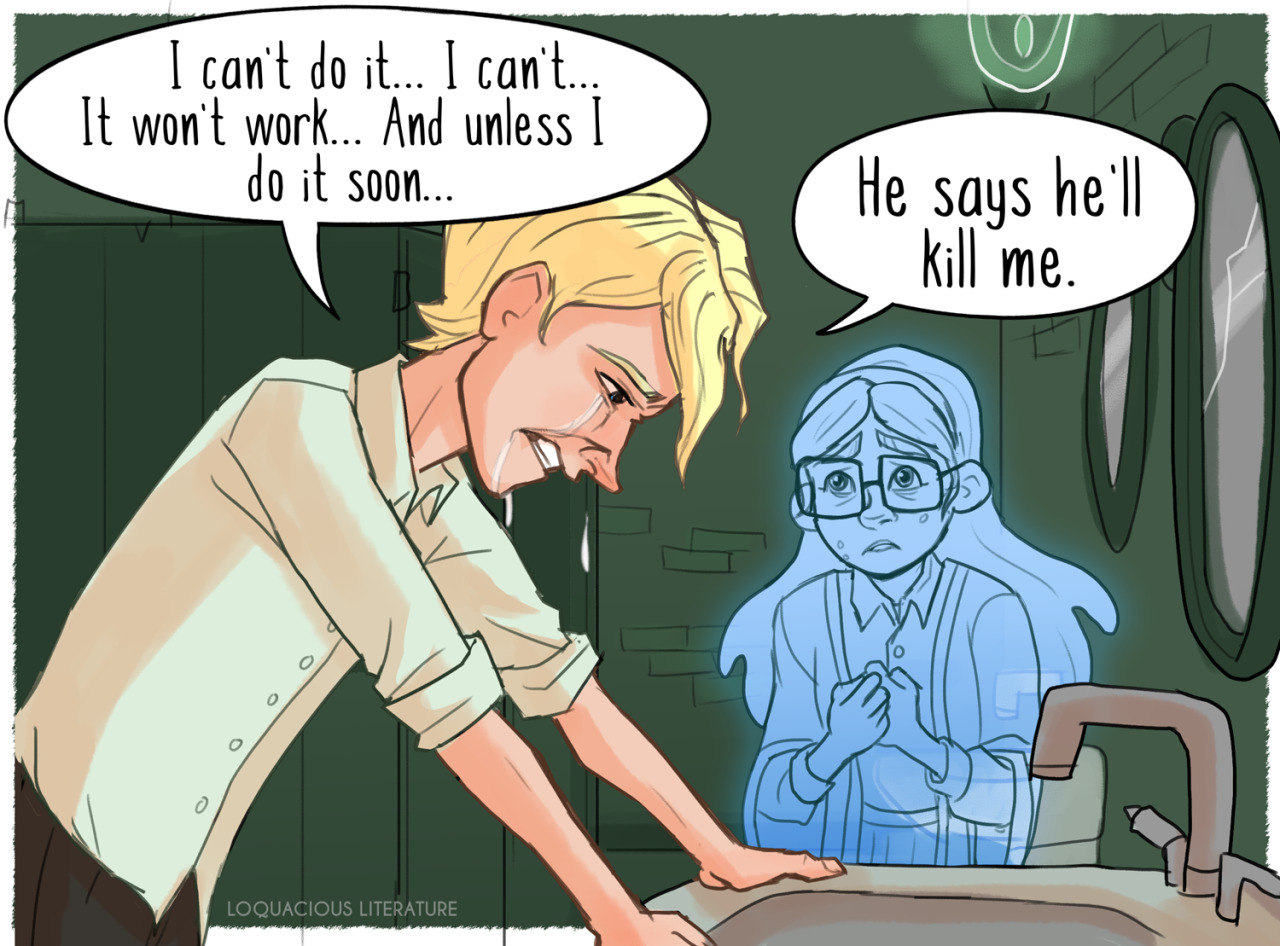 I can't do it... I can't...
It won't work... And unless I
do it soon...
He says he'll
kill me.
LOQUACIOUS LITERATURE